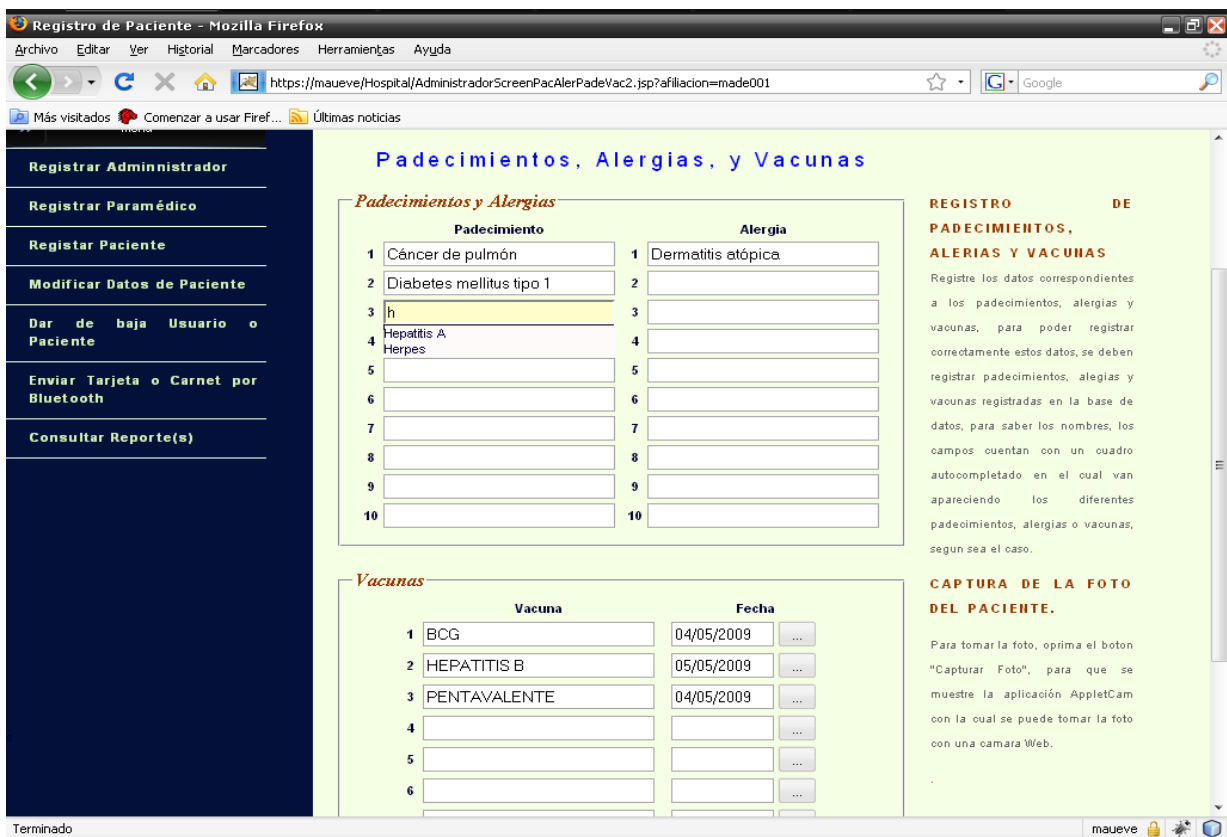 Registro de Paciente - Mozilla Firefox
Archivo Editar Ver Historial Marcadores Herramientas Ayuda
https://maueve/Hospital/AdministradorScreenPacAlerPadeVac2.jsp?afiliacion=made001
G Google
Más visitados Comenzar a usar Firef... Últimas noticias
Registrar Adminnistrador
Registrar Paramédico
Registar Paciente
Modificar Datos de Paciente
Dar de baja Usuario o
Paciente
Enviar Tarjeta o Carnet por
Bluetooth
Consultar Reporte(s)
Padecimientos, Alergias, y Vacunas
Padecimientos y Alergias
Padecimiento Alergia
1 Cáncer de pulmón 1 Dermatitis atópica
2 Diabetes mellitus tipo 1 2
3 h 3
Hepatitis A
4 4
Herpes
5 5
6 6
7 7
8 8
9 9
10 10
Vacunas
Vacuna Fecha
1 BCG 04/05/2009 ...
2 HEPATITIS B 05/05/2009 ...
3 PENTAVALENTE 04/05/2009 ...
4 ...
5 ...
6 ...
REGISTRO DE
PADECIMIENTOS,
ALERIAS Y VACUNAS
Registre los datos correspondientes
a los padecimientos, alergias y
vacunas, para poder registrar
correctamente estos datos, se deben
registrar padecimientos, alegias y
vacunas registradas en la base de
datos, para saber los nombres, los
campos cuentan con un cuadro
autocompletado en el cual van
apareciendo los diferentes
padecimientos, alergias o vacunas,
segun sea el caso.
CAPTURA DE LA FOTO
DEL PACIENTE.
Para tomar la foto, oprima el boton
"Capturar Foto", para que se
muestre la aplicación AppletCam
con la cual se puede tomar la foto
con una camara Web.
.
Terminado maueve